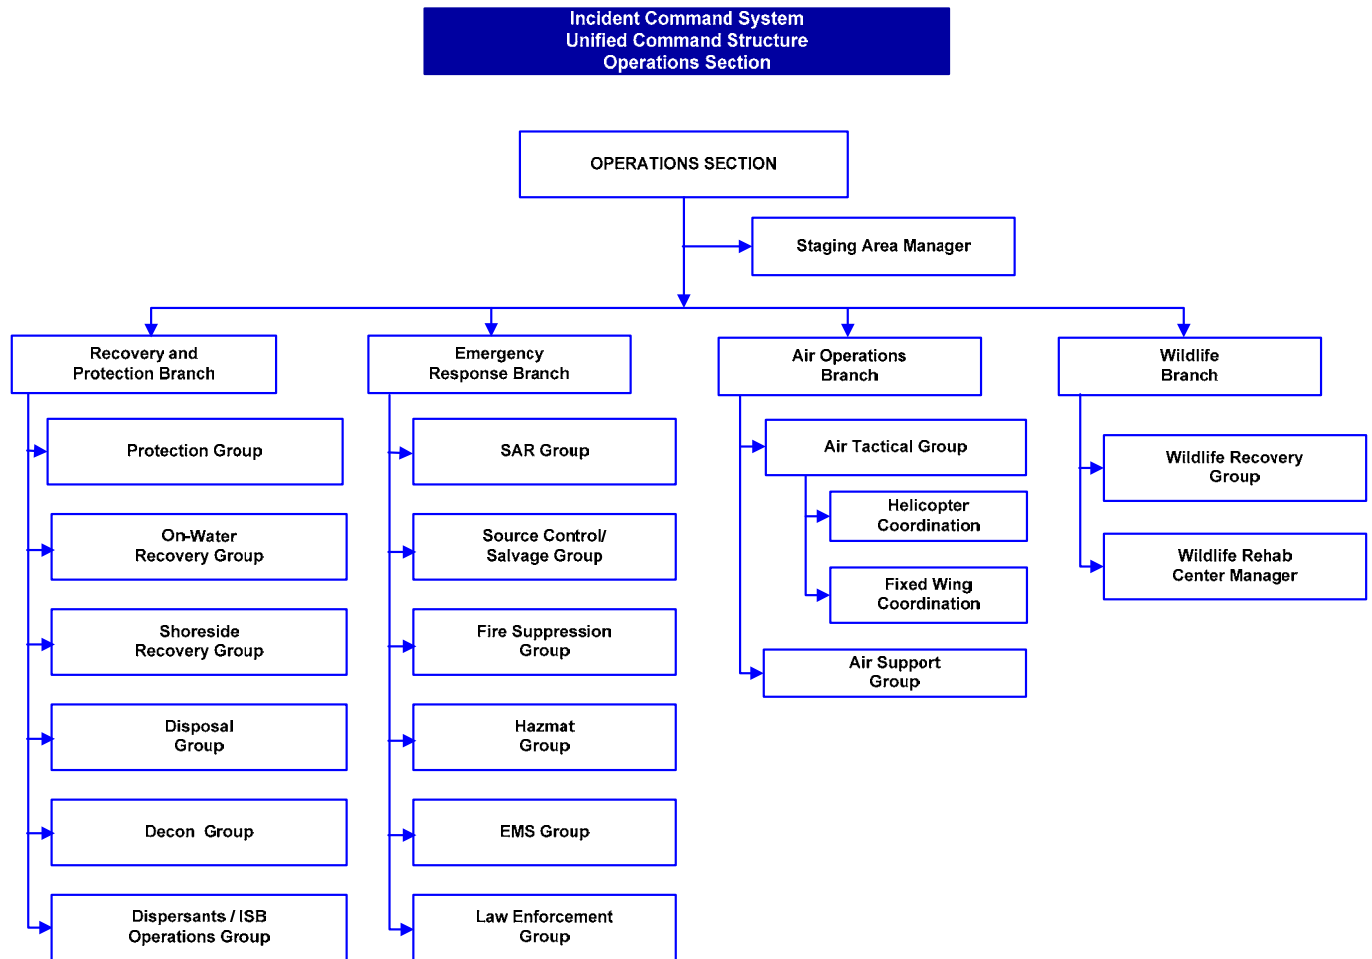 Incident Command System
Unified Command Structure
Operations Section
OPERATIONS SECTION
Staging Area Manager
Recovery and
Protection Branch
Protection Group
On-Water
Recovery Group
Shoreside
Recovery Group
Disposal
Group
Decon Group
Dispersants / ISB
Operations Group
Emergency
Response Branch
SAR Group
Source Control/
Salvage Group
Fire Suppression
Group
Hazmat
Group
EMS Group
Law Enforcement
Group
Air Operations
Branch
Air Tactical Group
Helicopter
Coordination
Fixed Wing
Coordination
Air Support
Group
Wildlife
Branch
Wildlife Recovery
Group
Wildlife Rehab
Center Manager